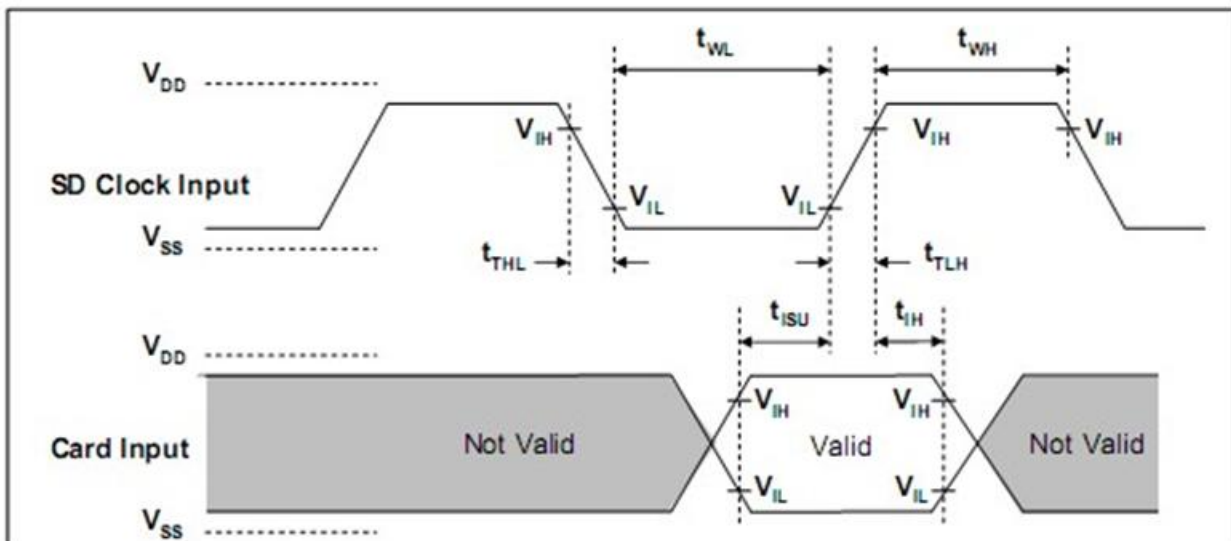 tWL tWH
VDD
VIH VIH VIH
SD Clock Input
VIL VIL
VSS
tTHL tTLH
tISU tIH
VDD
VIH VIH
Card Input Not Valid Valid Not Valid
VIL VIL
VSS